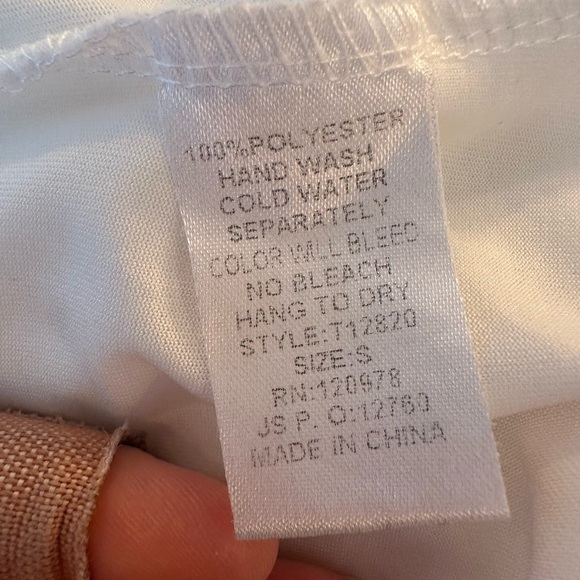 100%POLYESTER
HAND WASH
COLD WATER
SEPARATELY
COLOR WILL BLEED
NO BLEACH
HANG TO DRY
STYLE:T12820
SIZE:S
RN:120978
JS P. O:12760
MADE IN CHINA